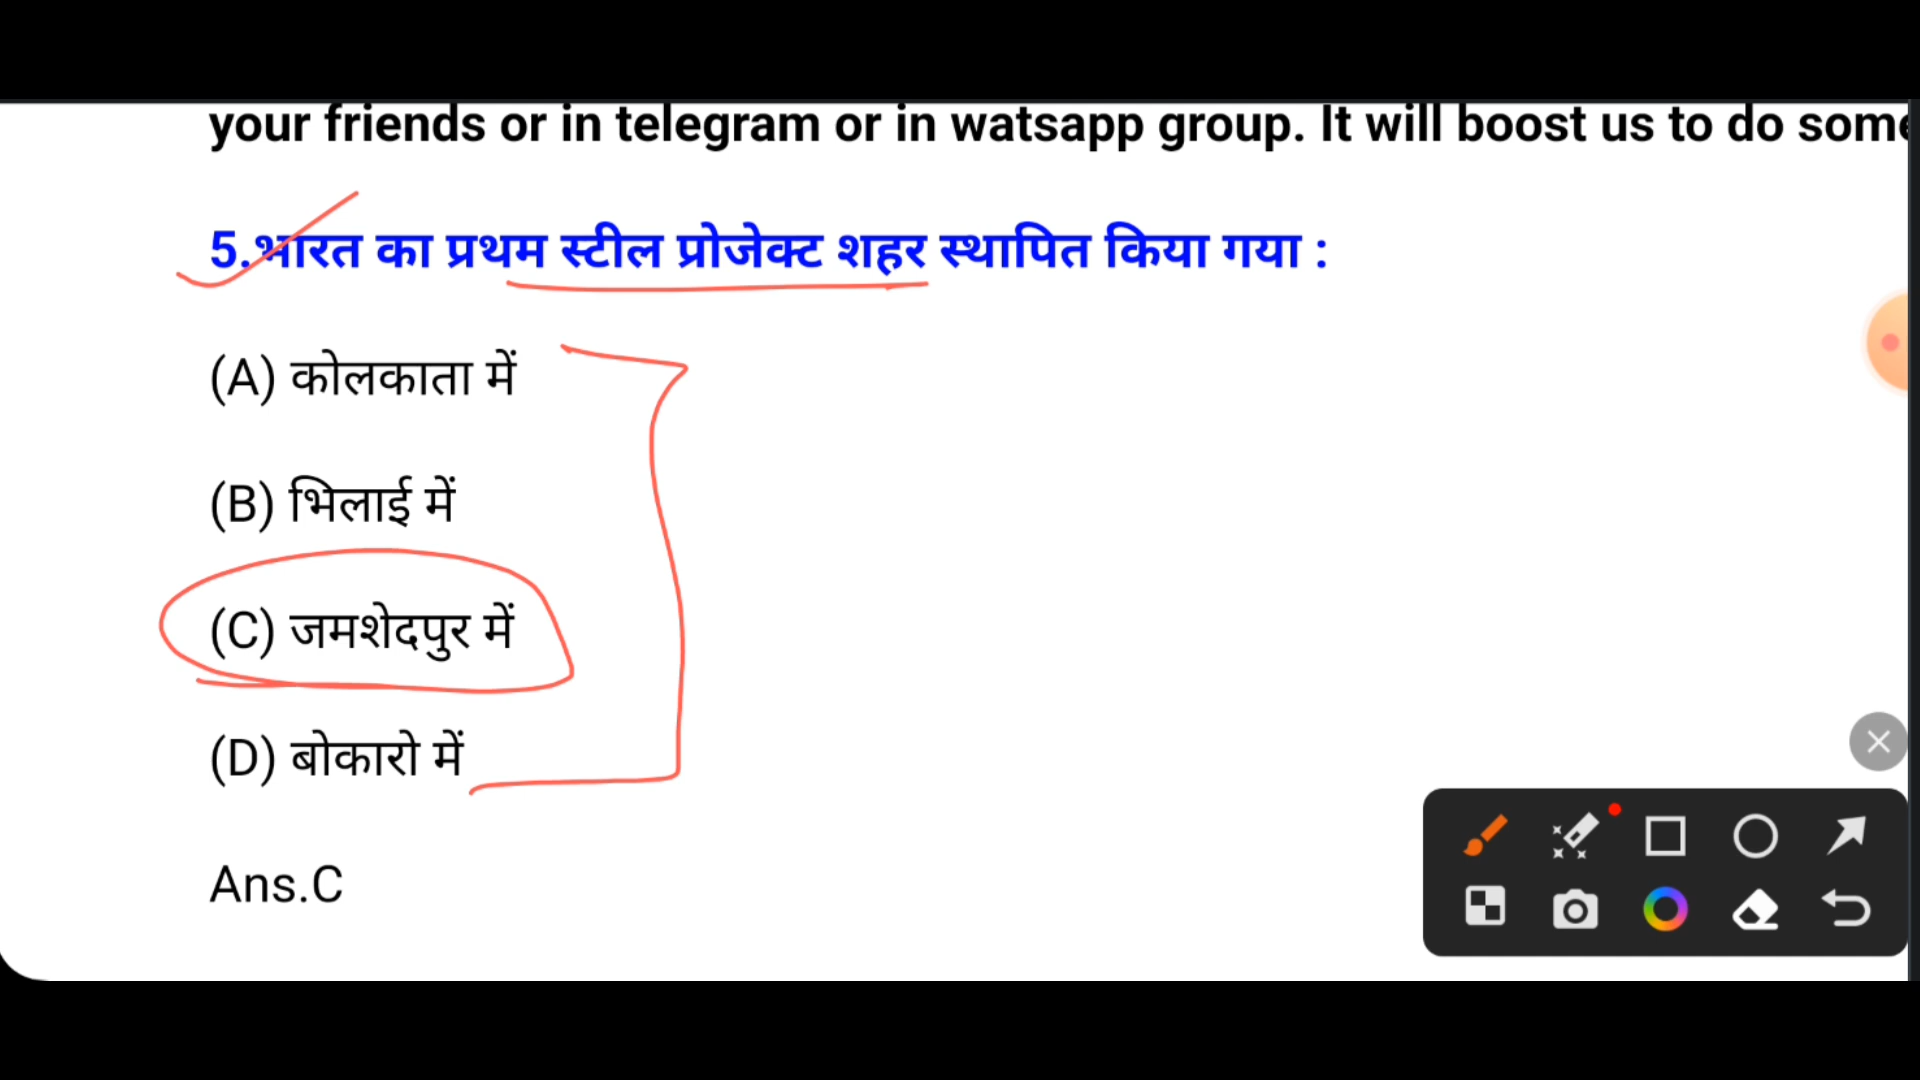 your friends or in telegram or in watsapp group. It will boost us to do some
5.भारत का प्रथम स्टील प्रोजेक्ट शहर स्थापित किया गया :
(A) कोलकाता में
(B) भिलाई में
(C) जमशेदपुर में
(D) बोकारो में
Ans.C